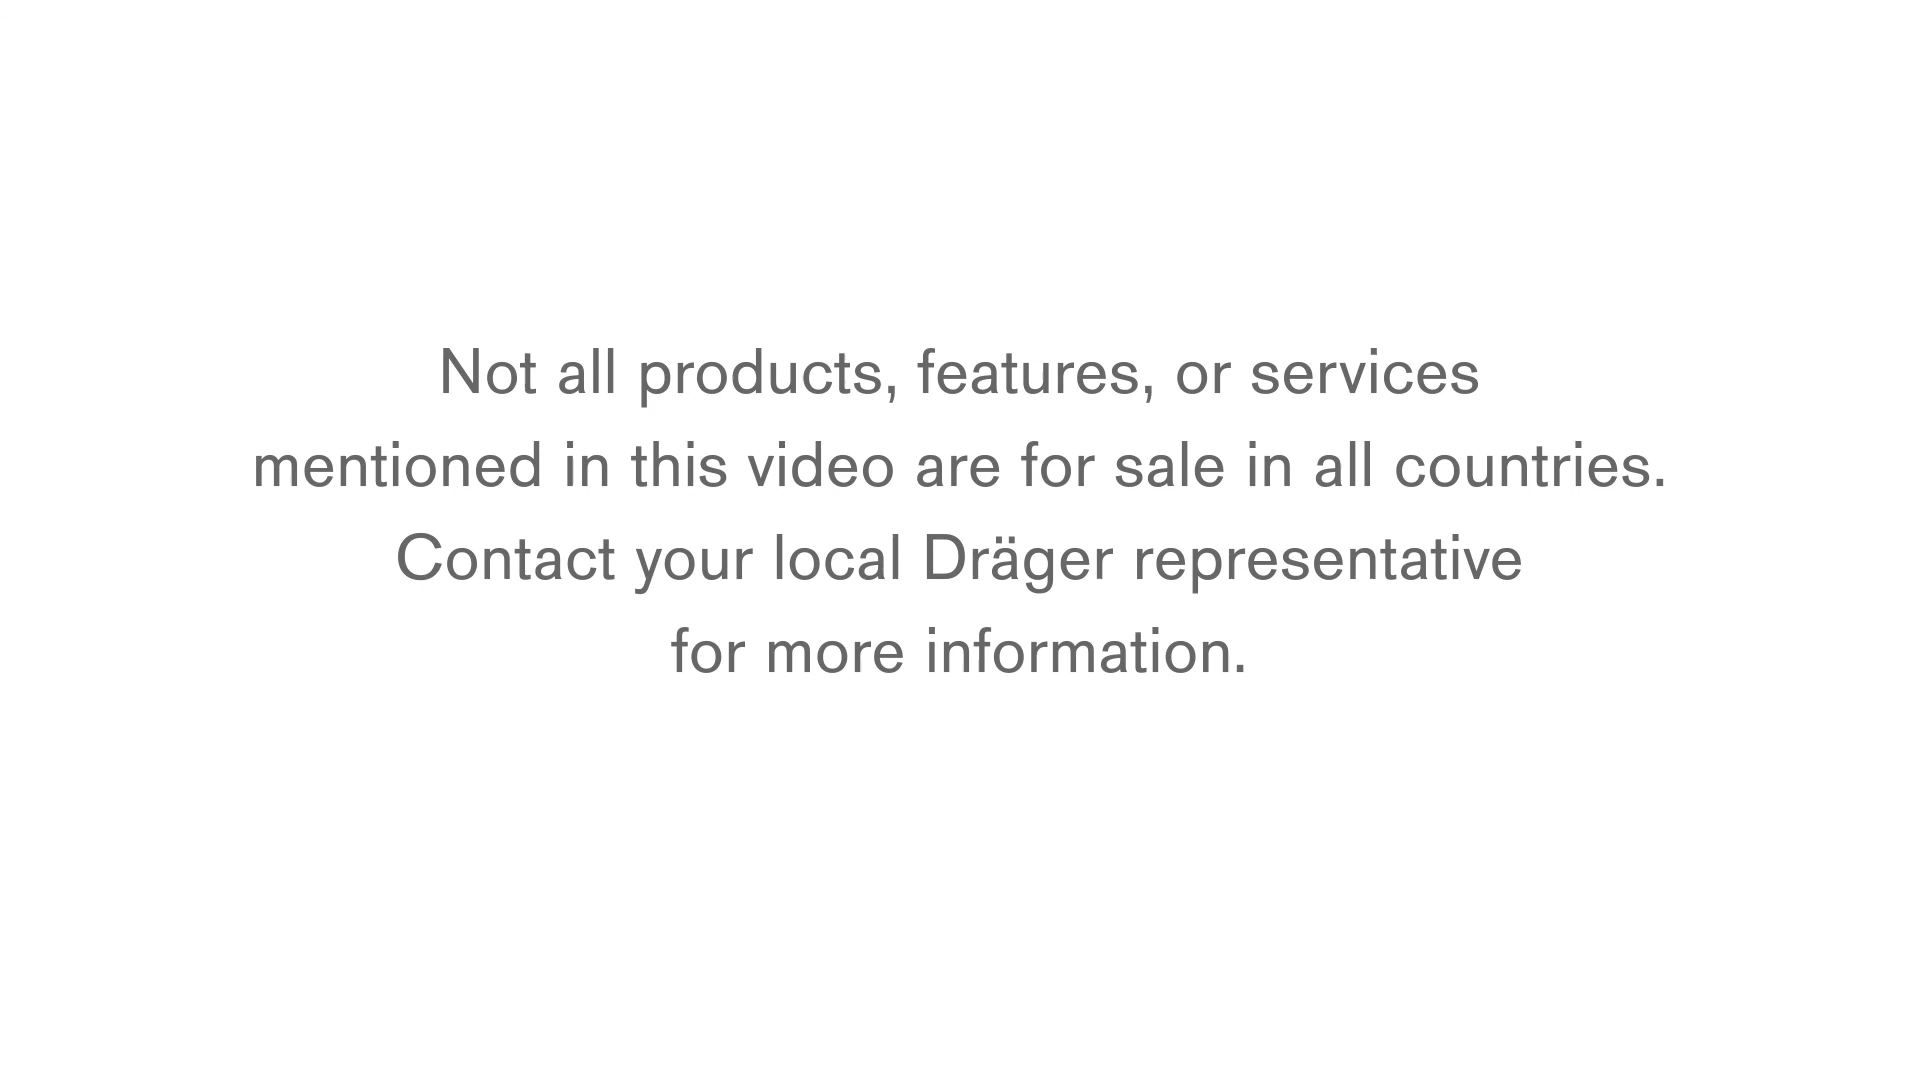 Not all products, features, or services
mentioned in this video are for sale in all countries.
Contact your local Dräger representative
for more information.